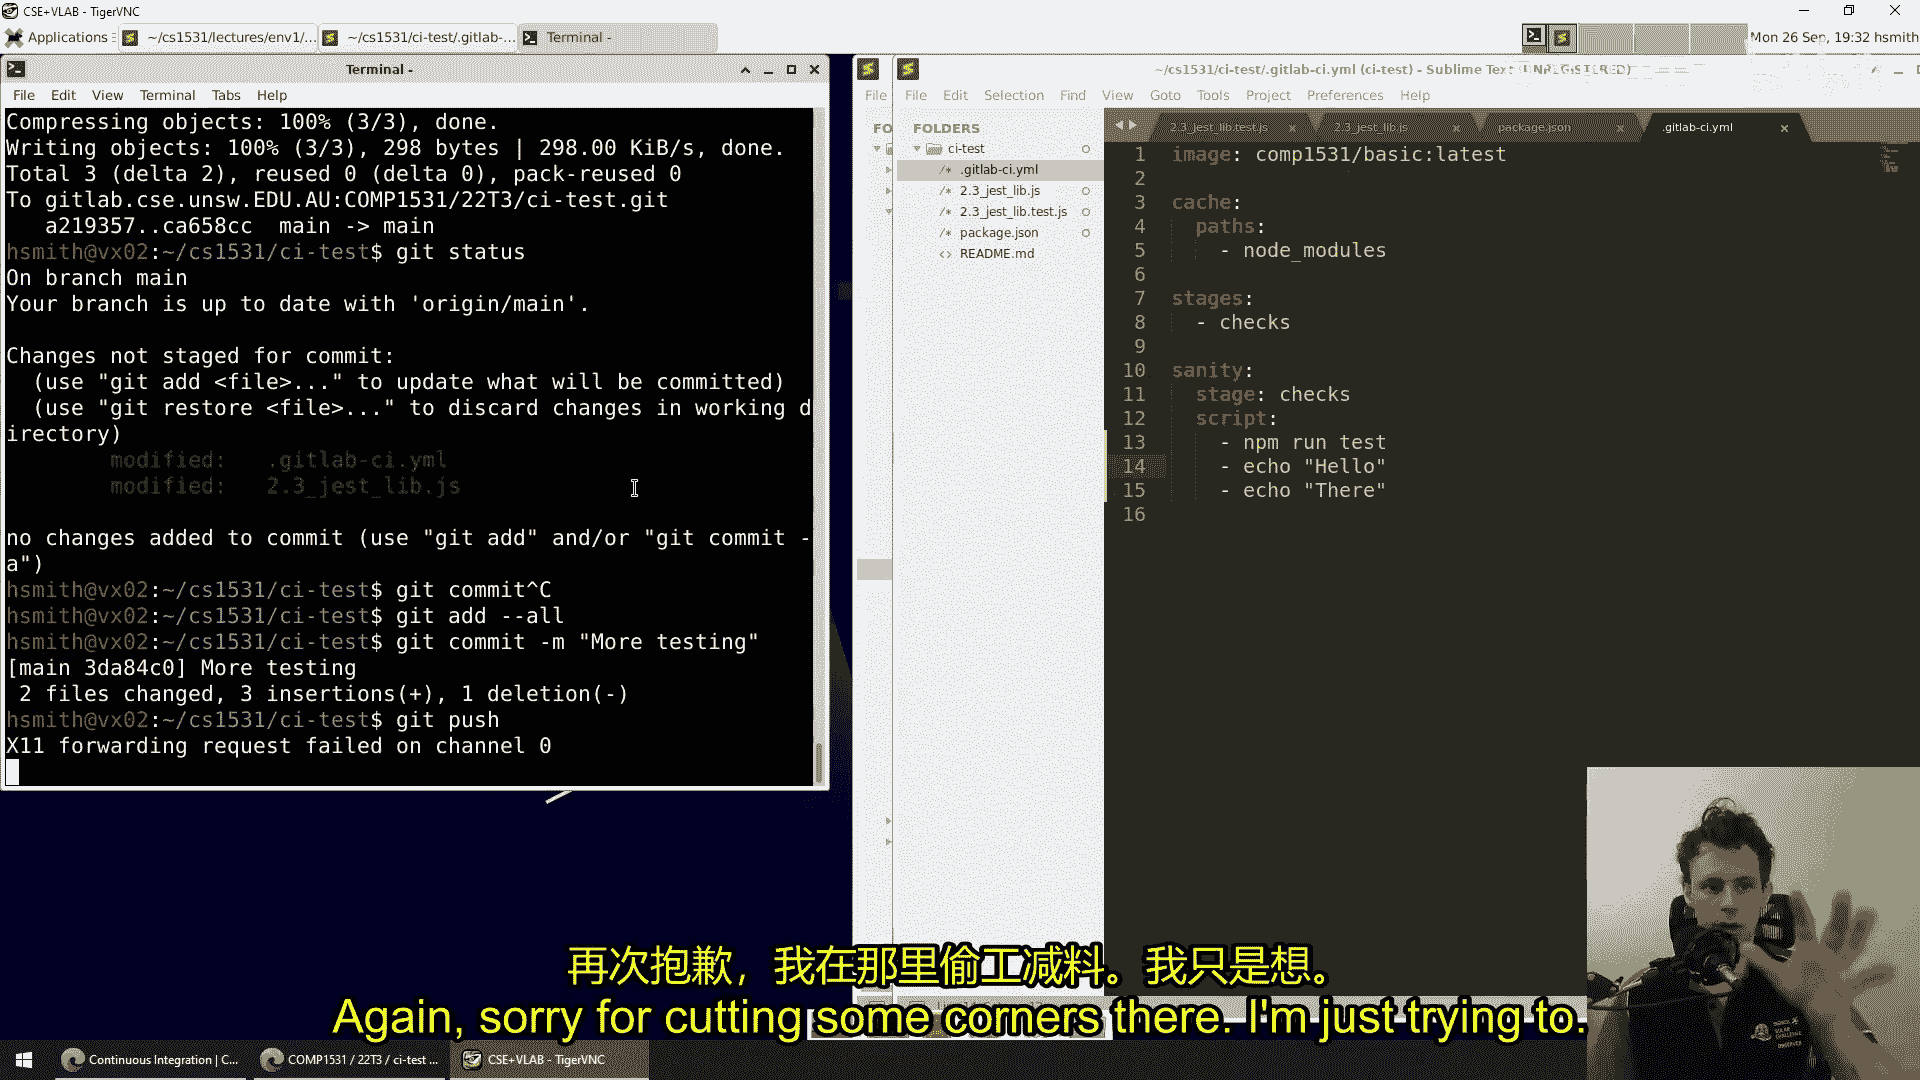 CSE+VLAB - TigerVNC
Applications
~/cs1531/lectures/env1/...
~/cs1531/ci-test/.gitlab-...
Terminal -
Mon 26 Sep, 19:32 hsmith
Terminal -
File Edit View Terminal Tabs Help
Compressing objects: 100% (3/3), done.
Writing objects: 100% (3/3), 298 bytes | 298.00 KiB/s, done.
Total 3 (delta 2), reused 0 (delta 0), pack-reused 0
To gitlab.cse.unsw.EDU.AU:COMP1531/22T3/ci-test.git
a219357..ca658cc main -> main
hsmith@vx02:~/cs1531/ci-test$ git status
On branch main
Your branch is up to date with 'origin/main'.
Changes not staged for commit:
(use "git add <file>..." to update what will be committed)
(use "git restore <file>..." to discard changes in working d
irectory)
modified: .gitlab-ci.yml
modified: 2.3_jest_lib.js
no changes added to commit (use "git add" and/or "git commit -
a")
hsmith@vx02:~/cs1531/ci-test$ git commit^C
hsmith@vx02:~/cs1531/ci-test$ git add --all
hsmith@vx02:~/cs1531/ci-test$ git commit -m "More testing"
[main 3da84c0] More testing
2 files changed, 3 insertions(+), 1 deletion(-)
hsmith@vx02:~/cs1531/ci-test$ git push
X11 forwarding request failed on channel 0
File
FO
~/cs1531/ci-test/.gitlab-ci.yml (ci-test) - Sublime Text
File Edit Selection Find View Goto Tools Project Preferences Help
FOLDERS
ci-test
/* .gitlab-ci.yml
/* 2.3_jest_lib.js
/* 2.3_jest_lib.test.js
/* package.json
<> README.md
2.3_jest_lib.test.js
2.3_jest_lib.js
package.json
.gitlab-ci.yml
1 image: comp1531/basic:latest
2
3 cache:
4 paths:
5 - node_modules
6
7 stages:
8 - checks
9
10 sanity:
11 stage: checks
12 script:
13 - npm run test
14 - echo "Hello"
15 - echo "There"
16
再次抱歉，我在那里偷工减料。我只是想。
Again, sorry for cutting some corners there. I'm just trying to.
Continuous Integration | C...
COMP1531 / 22T3 / ci-test ...
CSE+VLAB - TigerVNC